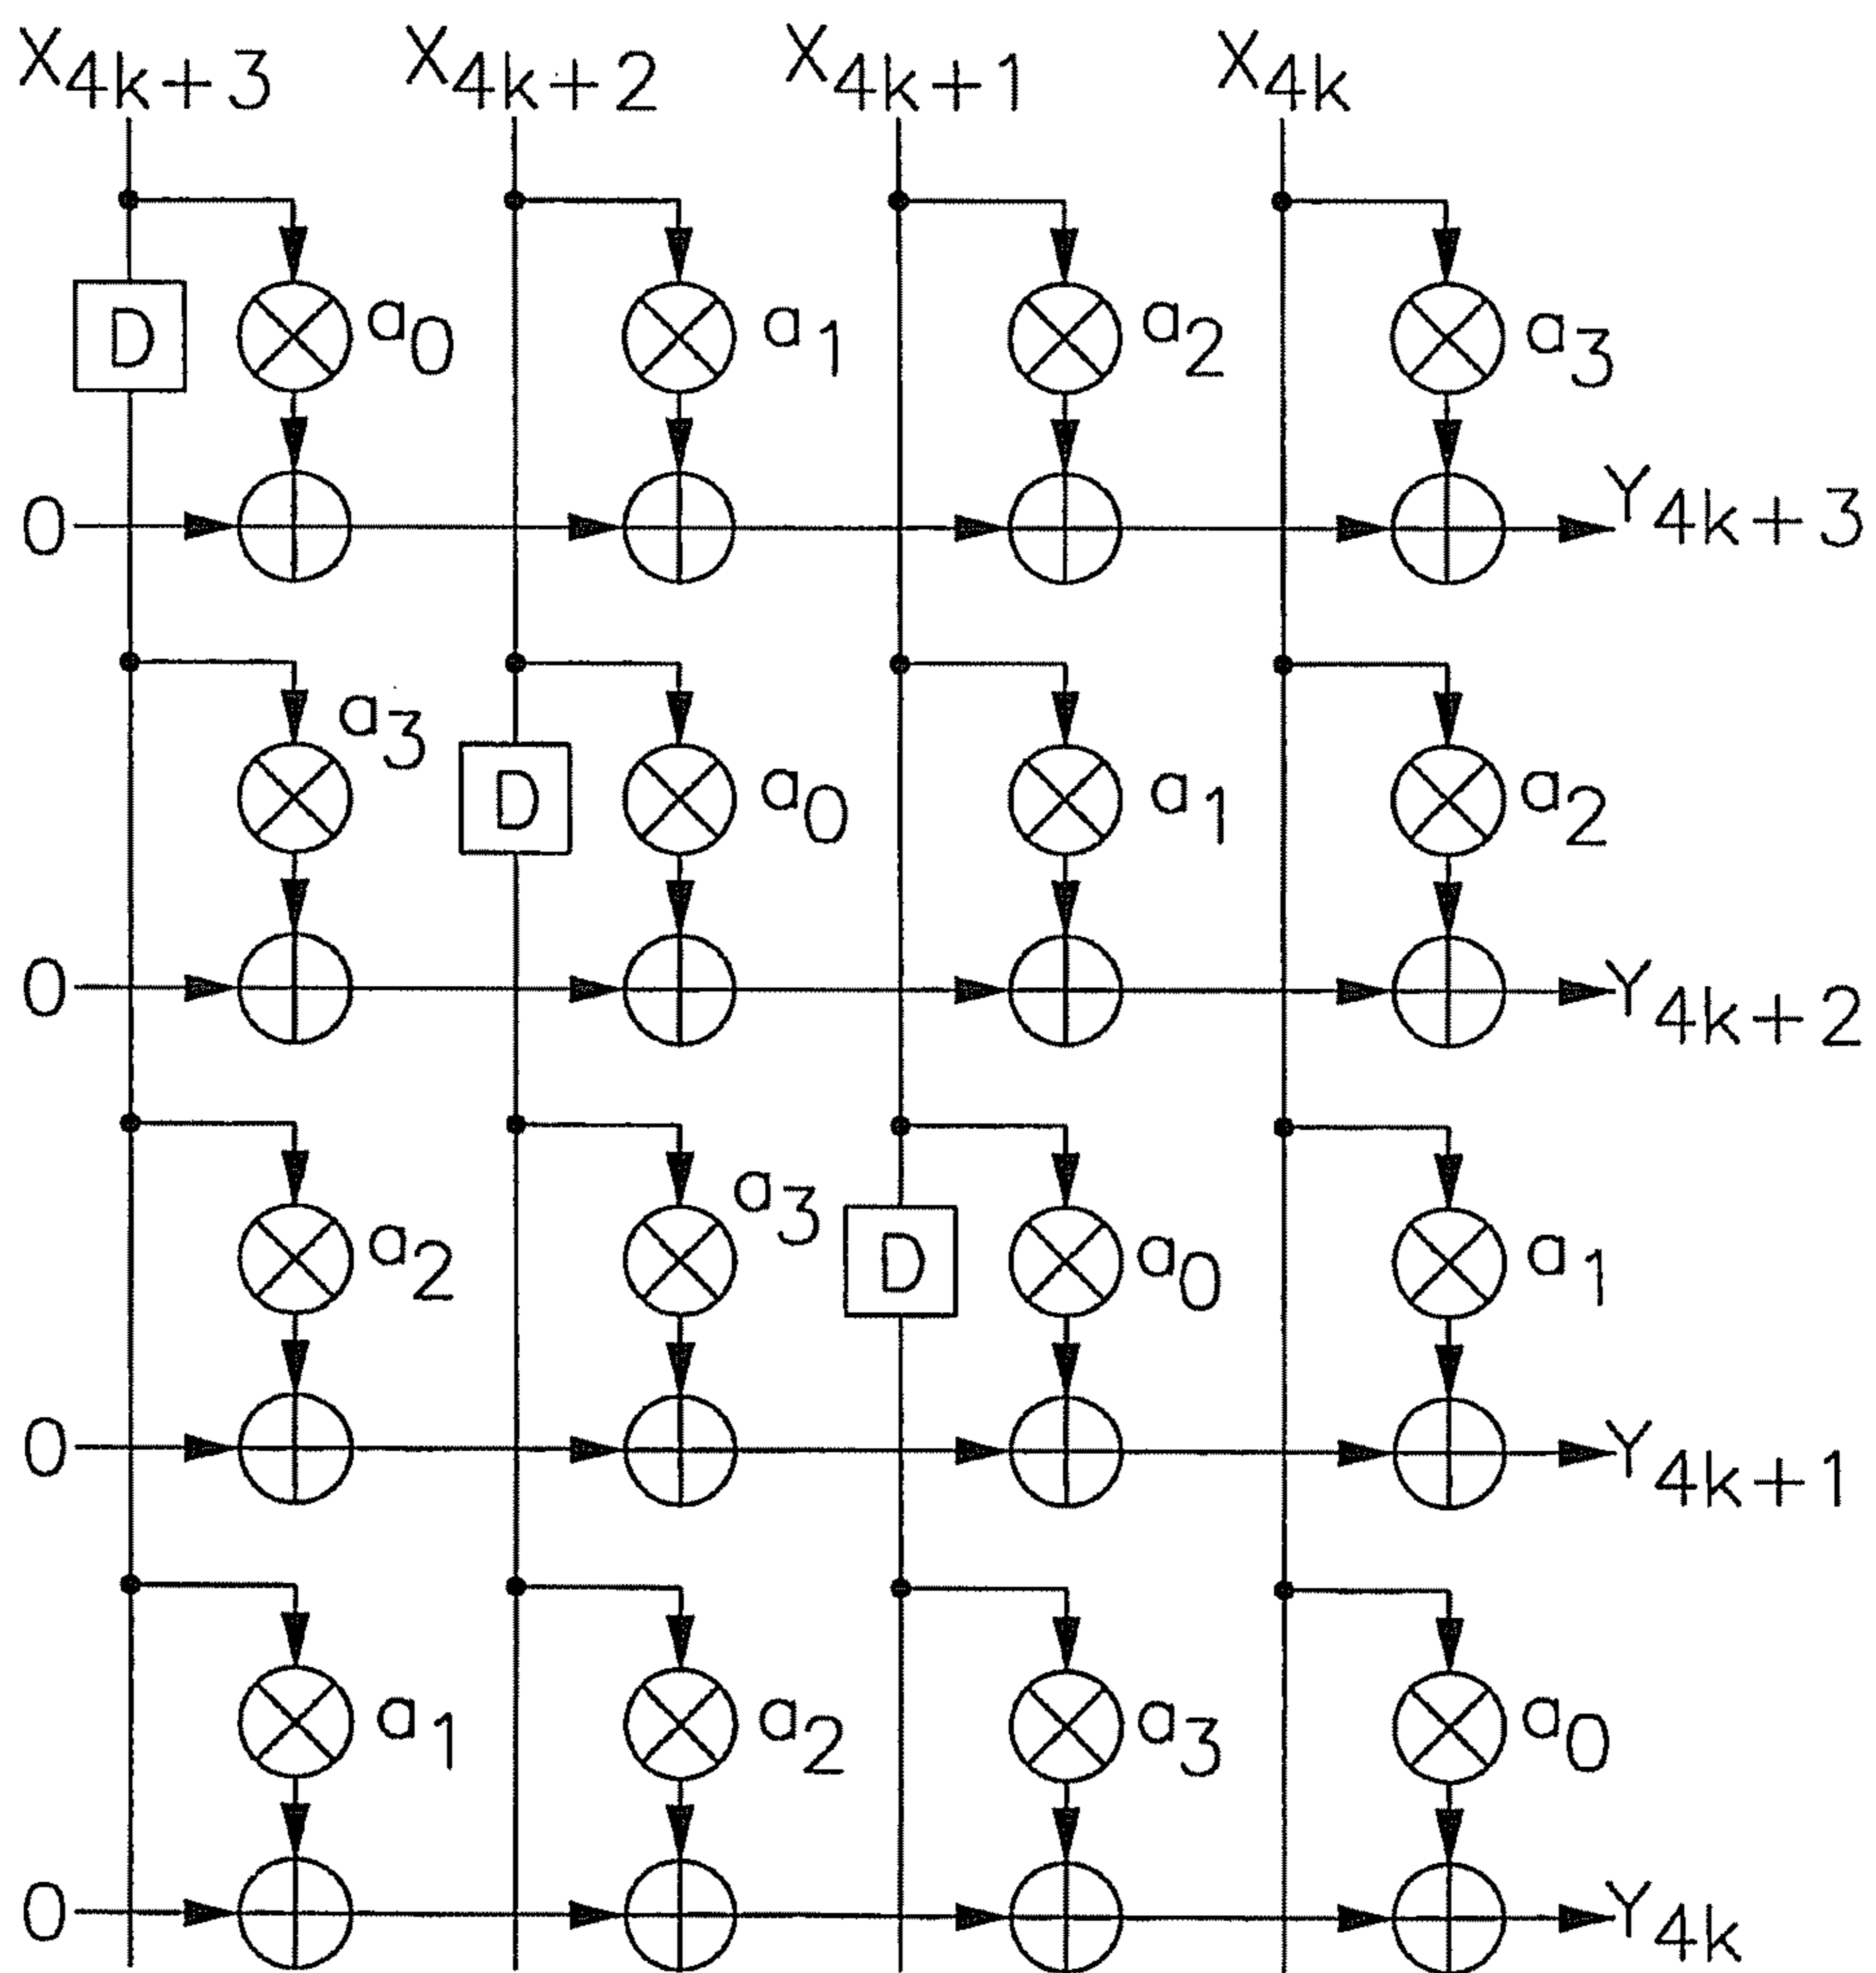 X4k+3 X4k+2 X4k+1 X4k
D a0 a1 a2 a3
0 Y4k+3
a3 D a0 a1 a2
0 Y4k+2
a2 a3 D a0 a1
0 Y4k+1
a1 a2 a3 a0
0 Y4k